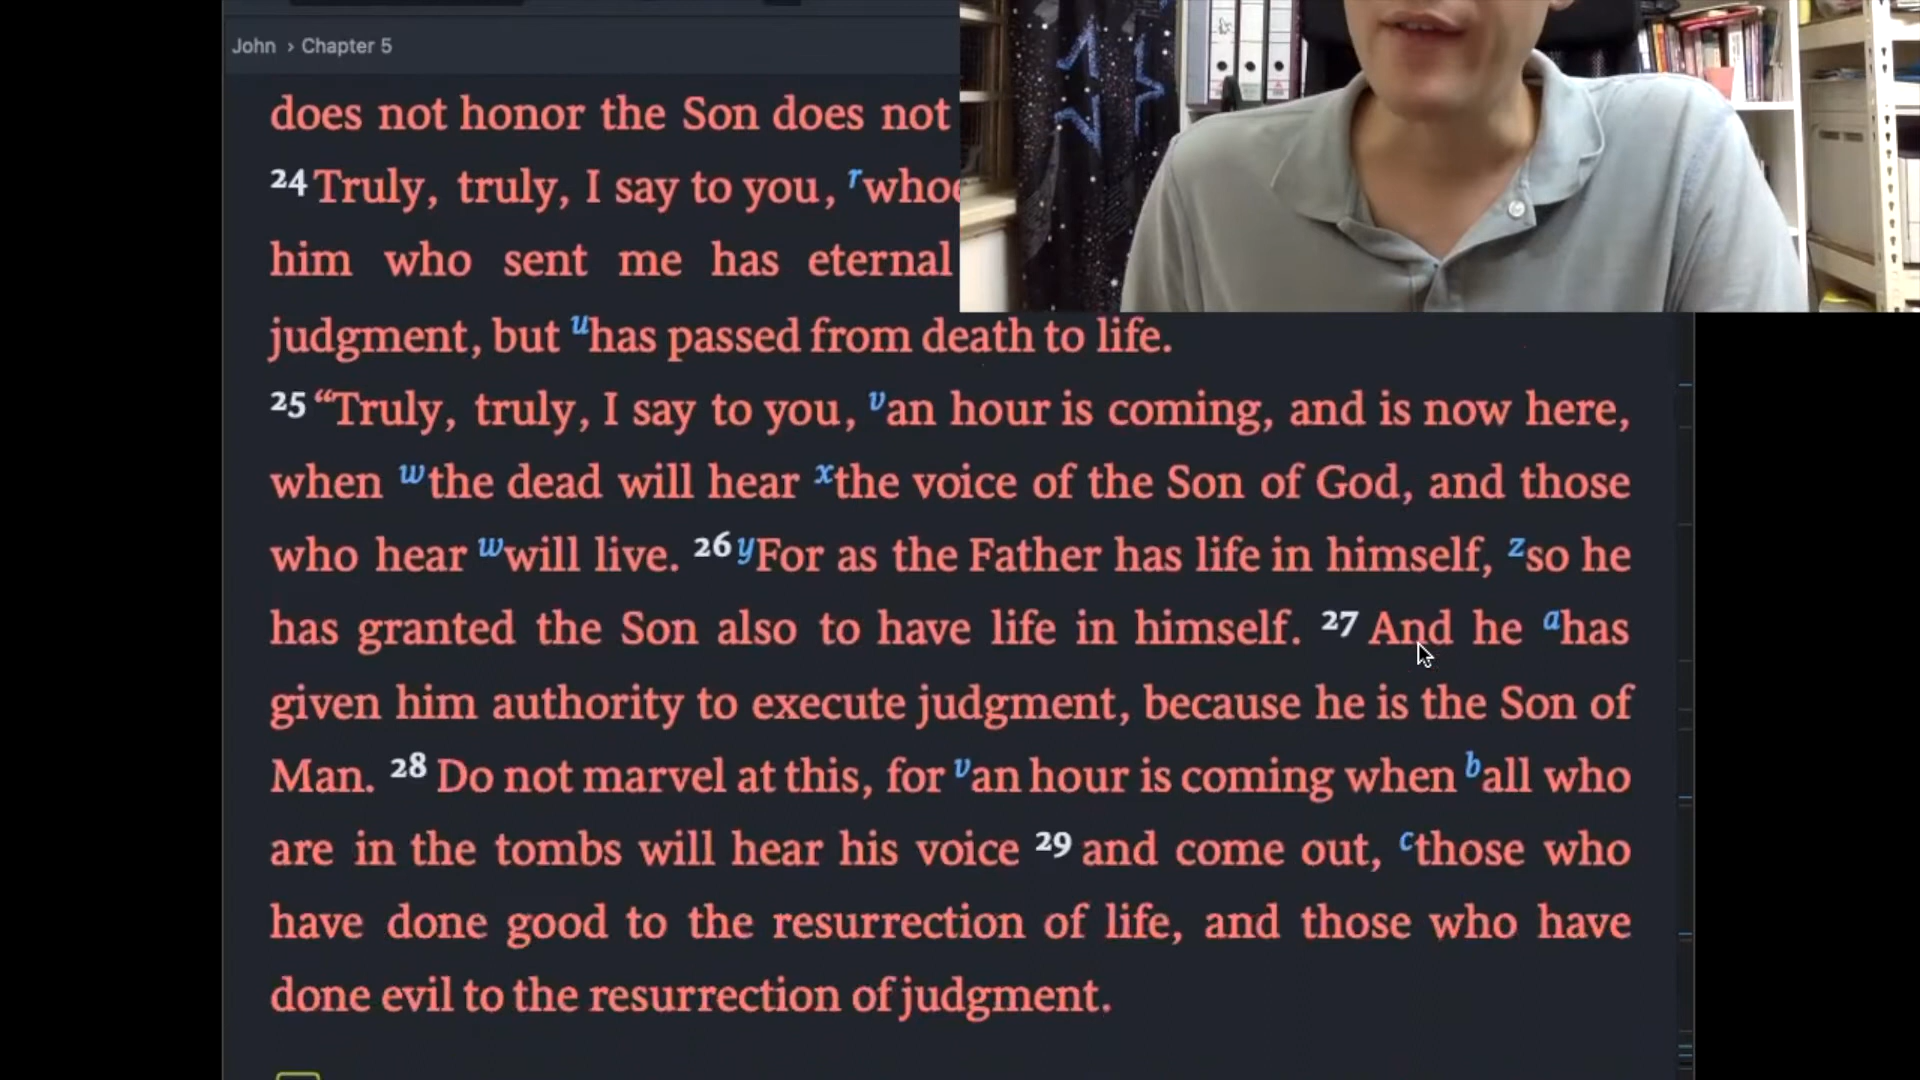 John › Chapter 5
does not honor the Son does not
24 Truly, truly, I say to you, r
him who sent me has eternal
judgment, but u has passed from death to life.
25 “Truly, truly, I say to you, v an hour is coming, and is now here,
when w the dead will hear x the voice of the Son of God, and those
who hear w will live. 26 y For as the Father has life in himself, z so he
has granted the Son also to have life in himself. 27 And he a has
given him authority to execute judgment, because he is the Son of
Man. 28 Do not marvel at this, for v an hour is coming when b all who
are in the tombs will hear his voice 29 and come out, c those who
have done good to the resurrection of life, and those who have
done evil to the resurrection of judgment.